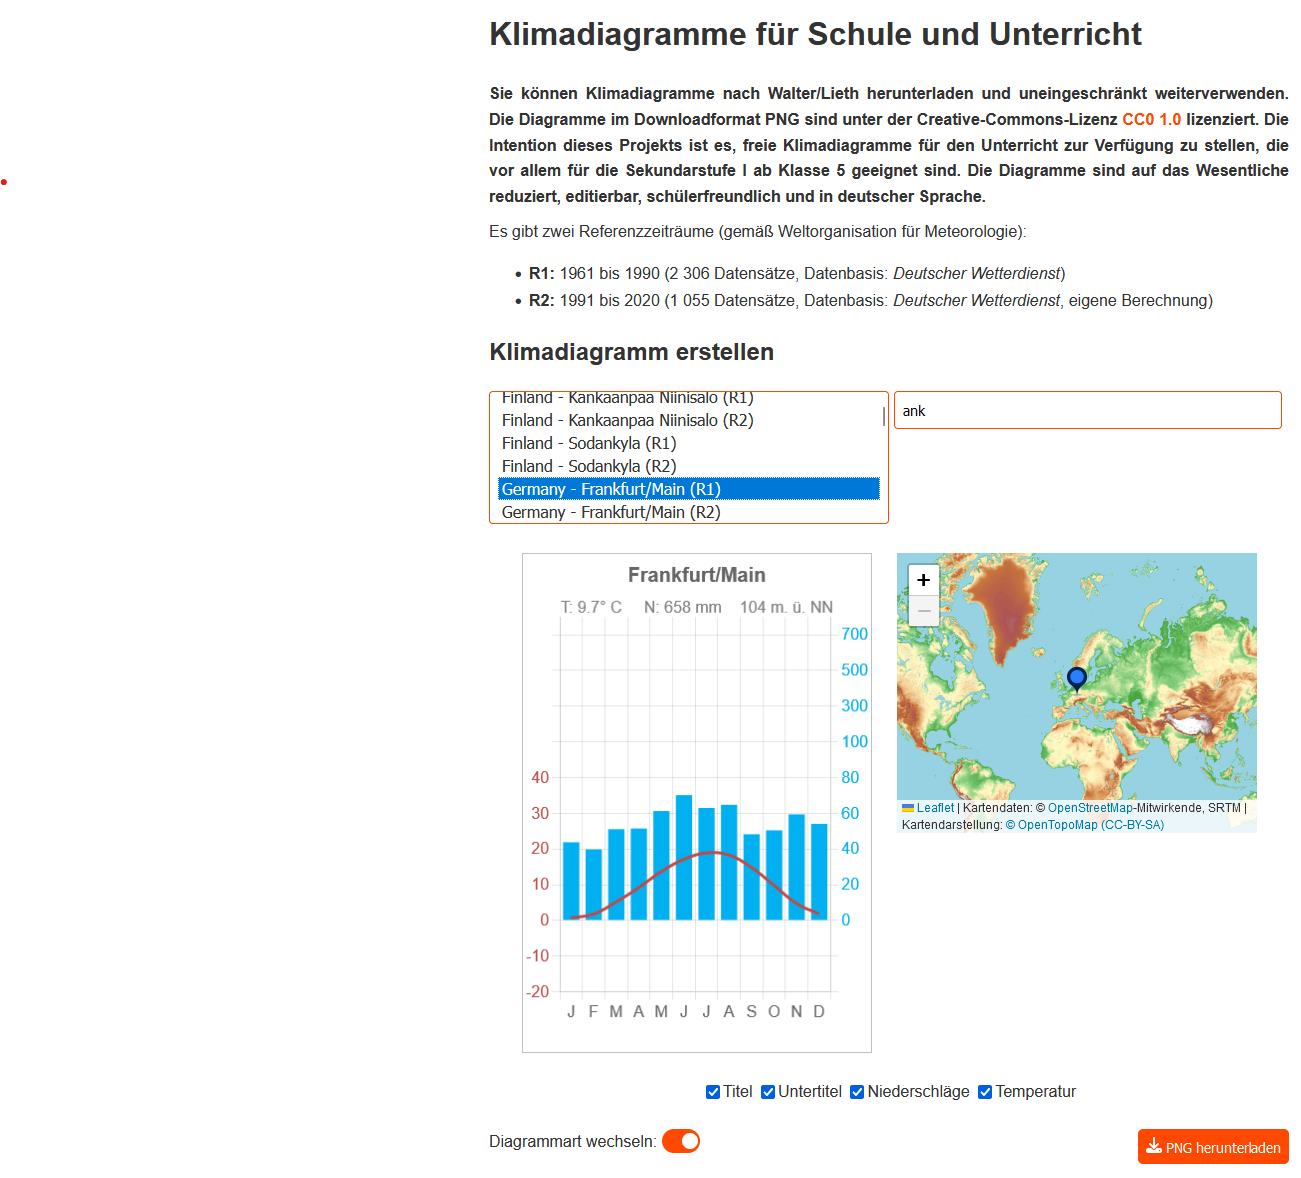 Klimadiagramme für Schule und Unterricht
Sie können Klimadiagramme nach Walter/Lieth herunterladen und uneingeschränkt weiterverwenden.
Die Diagramme im Downloadformat PNG sind unter der Creative-Commons-Lizenz CC0 1.0 lizenziert. Die
Intention dieses Projekts ist es, freie Klimadiagramme für den Unterricht zur Verfügung zu stellen, die
vor allem für die Sekundarstufe I ab Klasse 5 geeignet sind. Die Diagramme sind auf das Wesentliche
reduziert, editierbar, schülerfreundlich und in deutscher Sprache.
Es gibt zwei Referenzzeiträume (gemäß Weltorganisation für Meteorologie):
• R1: 1961 bis 1990 (2 306 Datensätze, Datenbasis: Deutscher Wetterdienst)
• R2: 1991 bis 2020 (1 055 Datensätze, Datenbasis: Deutscher Wetterdienst, eigene Berechnung)
Klimadiagramm erstellen
Finland - Kankaanpaa Niinisalo (R1)
Finland - Kankaanpaa Niinisalo (R2)
Finland - Sodankyla (R1)
Finland - Sodankyla (R2)
Germany - Frankfurt/Main (R1)
Germany - Frankfurt/Main (R2)
ank
Frankfurt/Main
T: 9.7° C N: 658 mm 104 m. ü. NN
700
500
300
100
40 80
30 60
20 40
10 20
0 0
-10
-20
J F M A M J J A S O N D
+
−
Leaflet | Kartendaten: © OpenStreetMap-Mitwirkende, SRTM |
Kartendarstellung: © OpenTopoMap (CC-BY-SA)
Titel Untertitel Niederschläge Temperatur
Diagrammart wechseln:
PNG herunterladen